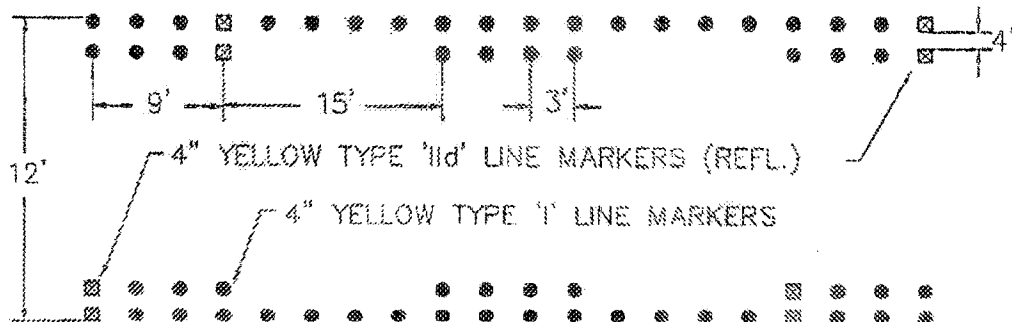 4"
9' 15' 3'
12'
4" YELLOW TYPE 'IId' LINE MARKERS (REFL.)
4" YELLOW TYPE 'I' LINE MARKERS